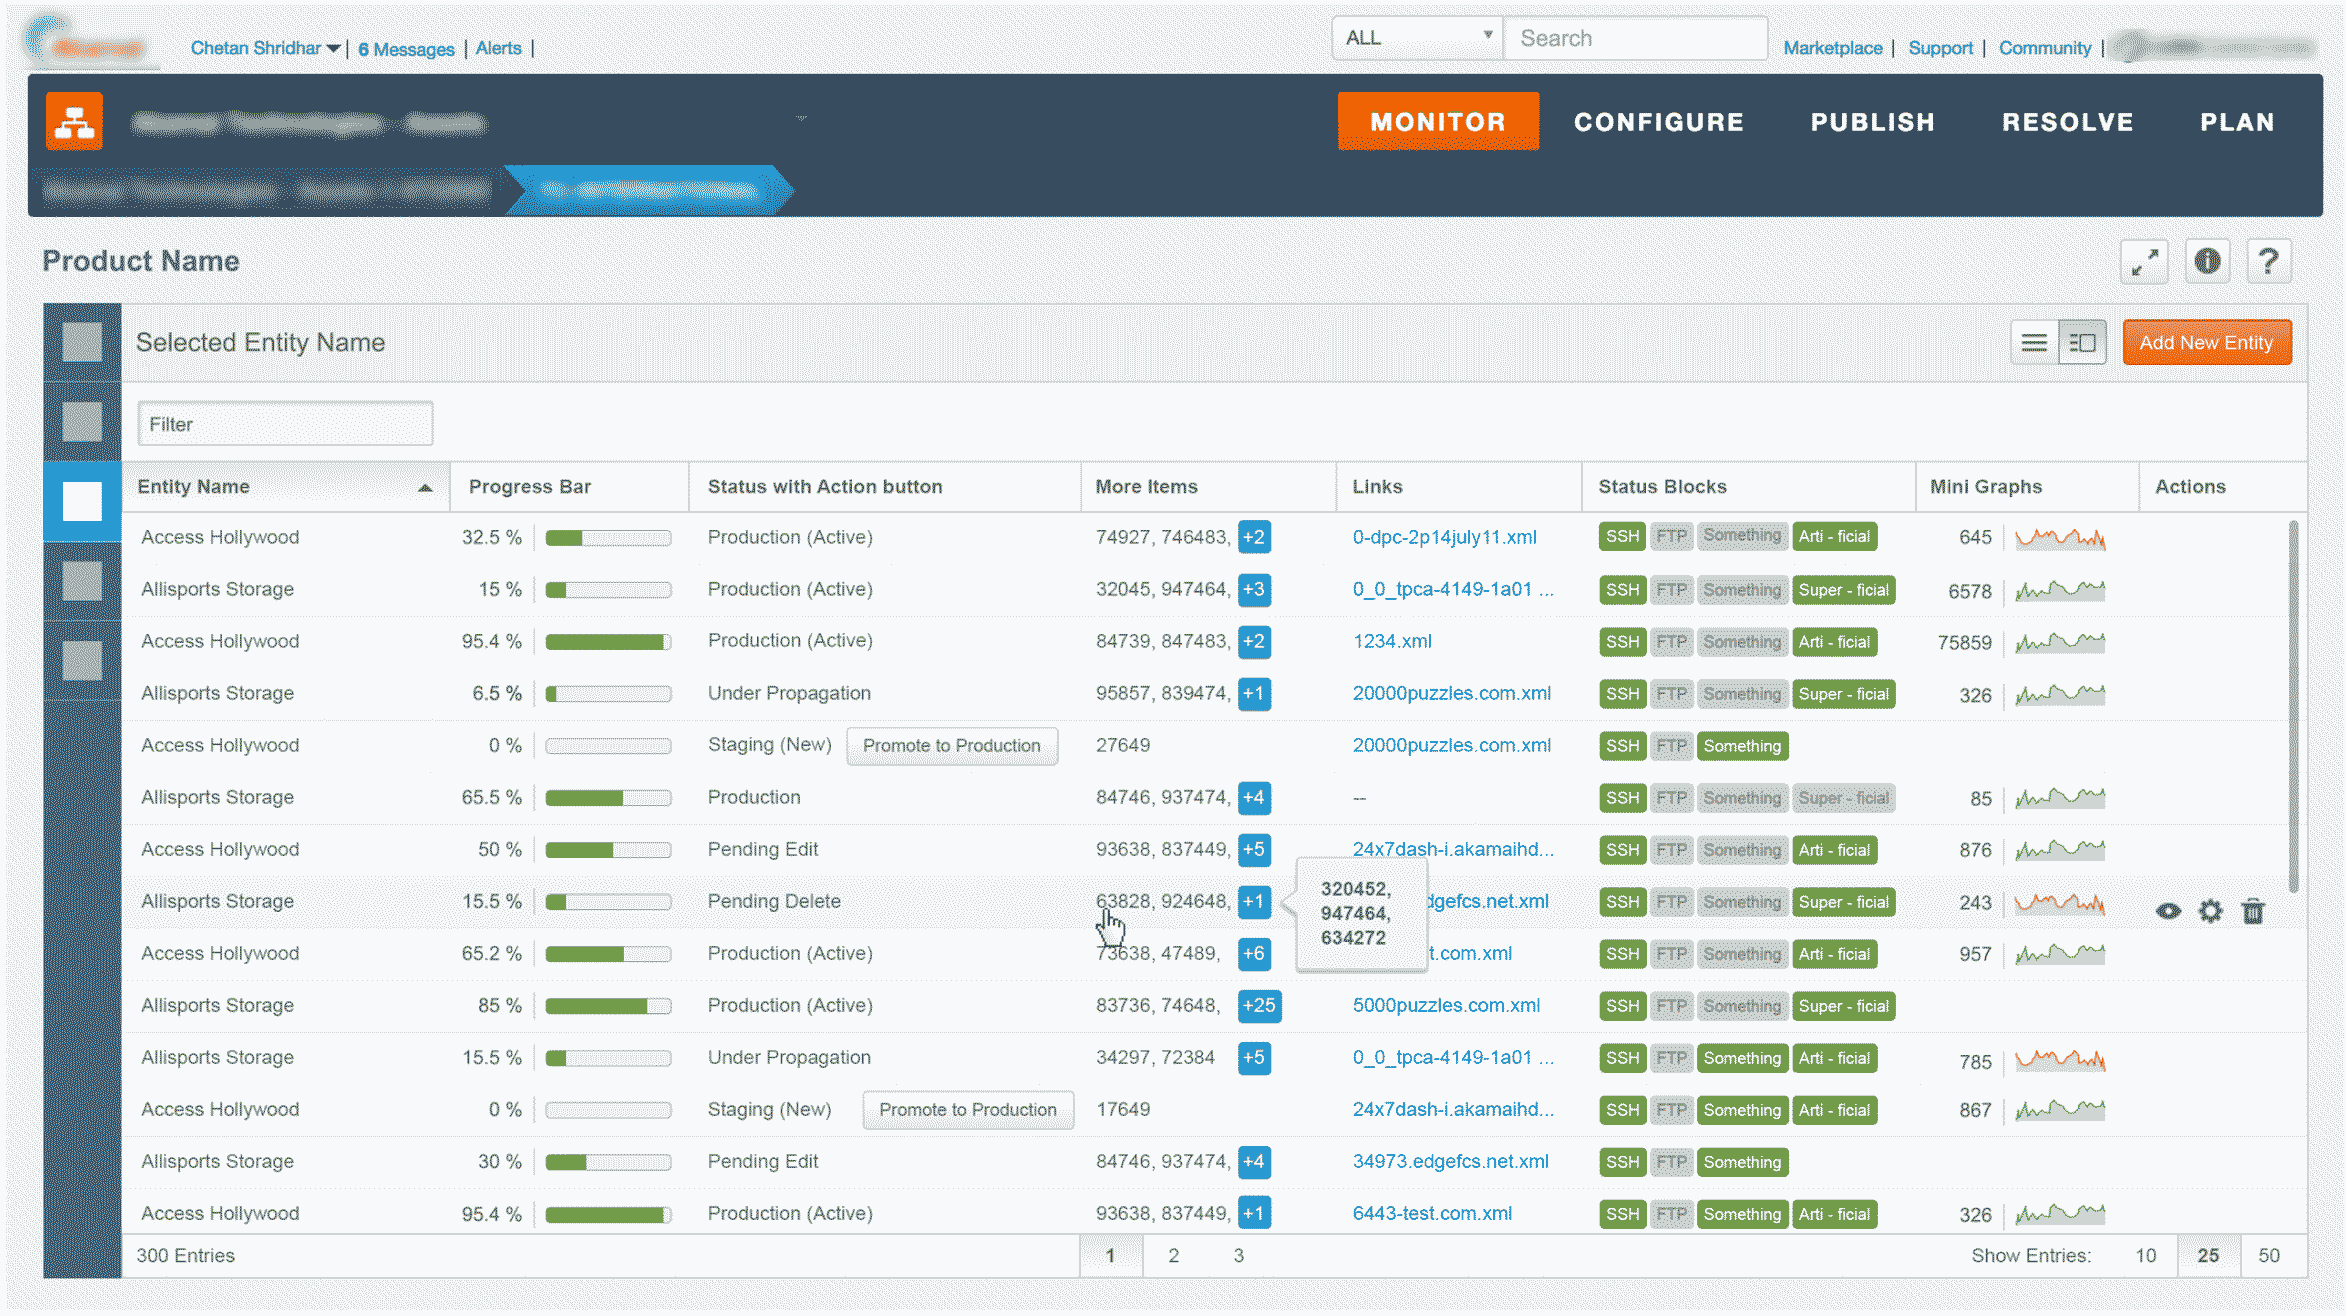 Chetan Shridhar | 6 Messages | Alerts |
ALL Search
Marketplace | Support | Community |
MONITOR CONFIGURE PUBLISH RESOLVE PLAN
Product Name
Selected Entity Name
Add New Entity
Filter
Entity Name Progress Bar Status with Action button More Items Links Status Blocks Mini Graphs Actions
Access Hollywood 32.5 % Production (Active) 74927, 746483, +2 0-dpc-2p14july11.xml SSH FTP Something Arti - ficial 645
Allisports Storage 15 % Production (Active) 32045, 947464, +3 0_0_tpca-4149-1a01 ... SSH FTP Something Super - ficial 6578
Access Hollywood 95.4 % Production (Active) 84739, 847483, +2 1234.xml SSH FTP Something Arti - ficial 75859
Allisports Storage 6.5 % Under Propagation 95857, 839474, +1 20000puzzles.com.xml SSH FTP Something Super - ficial 326
Access Hollywood 0 % Staging (New) Promote to Production 27649 20000puzzles.com.xml SSH FTP Something
Allisports Storage 65.5 % Production 84746, 937474, +4 -- SSH FTP Something Super - ficial 85
Access Hollywood 50 % Pending Edit 93638, 837449, +5 24x7dash-i.akamaihd... SSH FTP Something Arti - ficial 876
Allisports Storage 15.5 % Pending Delete 63828, 924648, +1 dgefcs.net.xml SSH FTP Something Super - ficial 243
320452,
947464,
634272
Access Hollywood 65.2 % Production (Active) 73638, 47489, +6 t.com.xml SSH FTP Something Arti - ficial 957
Allisports Storage 85 % Production (Active) 83736, 74648, +25 5000puzzles.com.xml SSH FTP Something Super - ficial
Allisports Storage 15.5 % Under Propagation 34297, 72384 +5 0_0_tpca-4149-1a01 ... SSH FTP Something Arti - ficial 785
Access Hollywood 0 % Staging (New) Promote to Production 17649 24x7dash-i.akamaihd... SSH FTP Something Arti - ficial 867
Allisports Storage 30 % Pending Edit 84746, 937474, +4 34973.edgefcs.net.xml SSH FTP Something
Access Hollywood 95.4 % Production (Active) 93638, 837449, +1 6443-test.com.xml SSH FTP Something Arti - ficial 326
300 Entries 1 2 3 Show Entries: 10 25 50